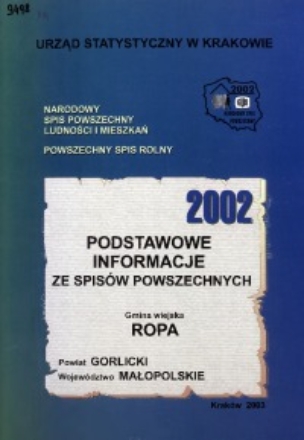 9498
URZĄD STATYSTYCZNY W KRAKOWIE
2002
NARODOWY
SPIS POWSZECHNY
LUDNOŚCI I MIESZKAŃ
POWSZECHNY SPIS ROLNY
2002
PODSTAWOWE
INFORMACJE
ZE SPISÓW POWSZECHNYCH
Gmina wiejska
ROPA
Powiat GORLICKI
Województwo MAŁOPOLSKIE
Kraków 2003